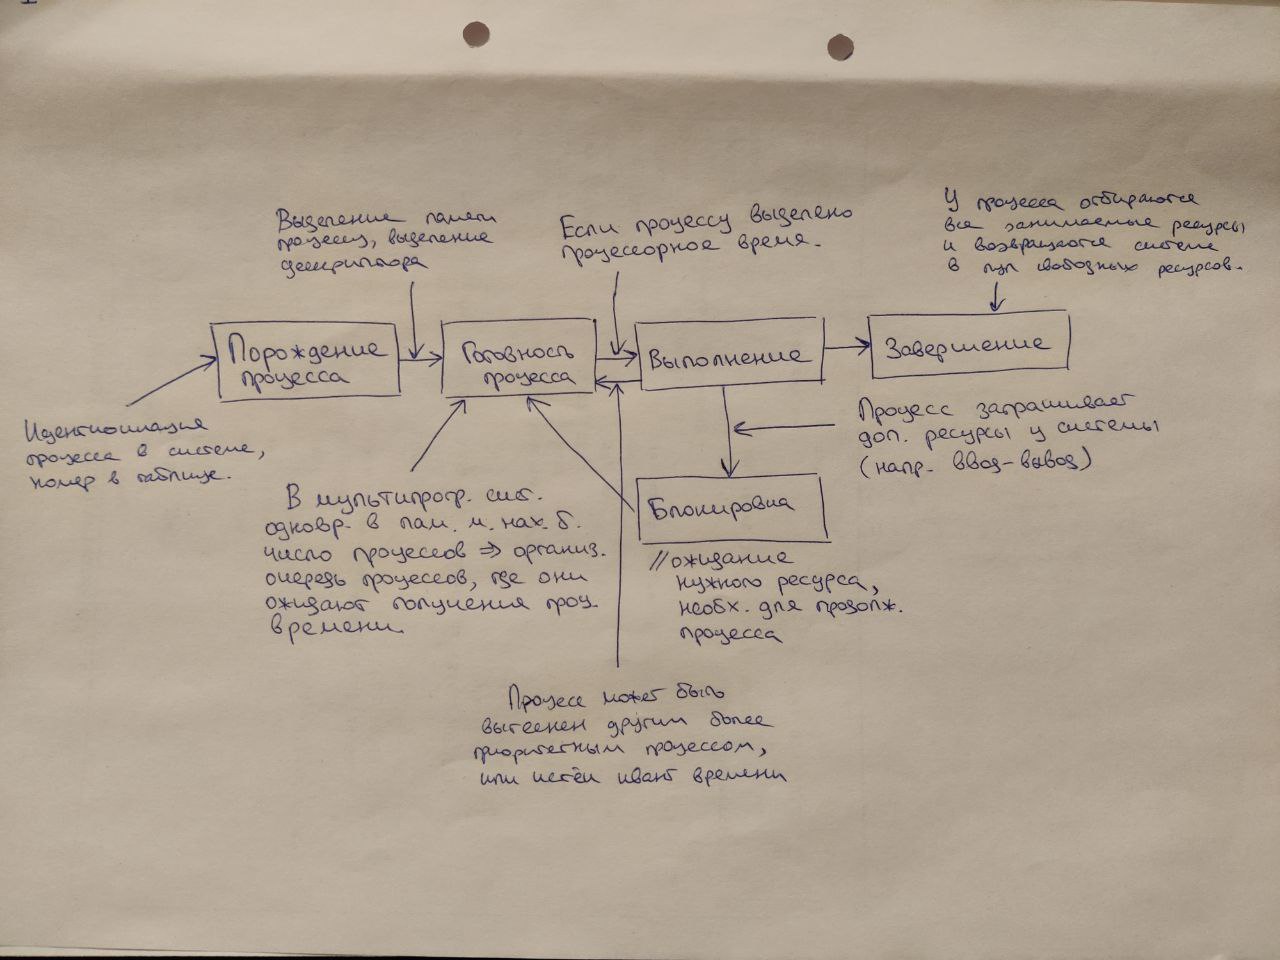 Выделение памяти
процессу, выделение
дескриптора
Если процессу выделено
процессорное время.
У процесса отбираются
все занимаемые ресурсы
и возвращаются системе
в пул свободных ресурсов.
Порождение
процесса
Готовность
процесса
Выполнение
Завершение
Идентификация
процесса в системе,
номер в таблице.
Процесс запрашивает
доп. ресурсы у системы
(напр. ввод-вывод)
В мультипрогр. сист.
одновр. в пам. м. нах. б.
число процессов => организ.
очередь процессов, где они
ожидают получения проц.
времени.
Блокировка
//ожидание
нужного ресурса,
необх. для продолж.
процесса
Процесс может быть
вытеснен другим более
приоритетным процессом,
или истёк квант времени